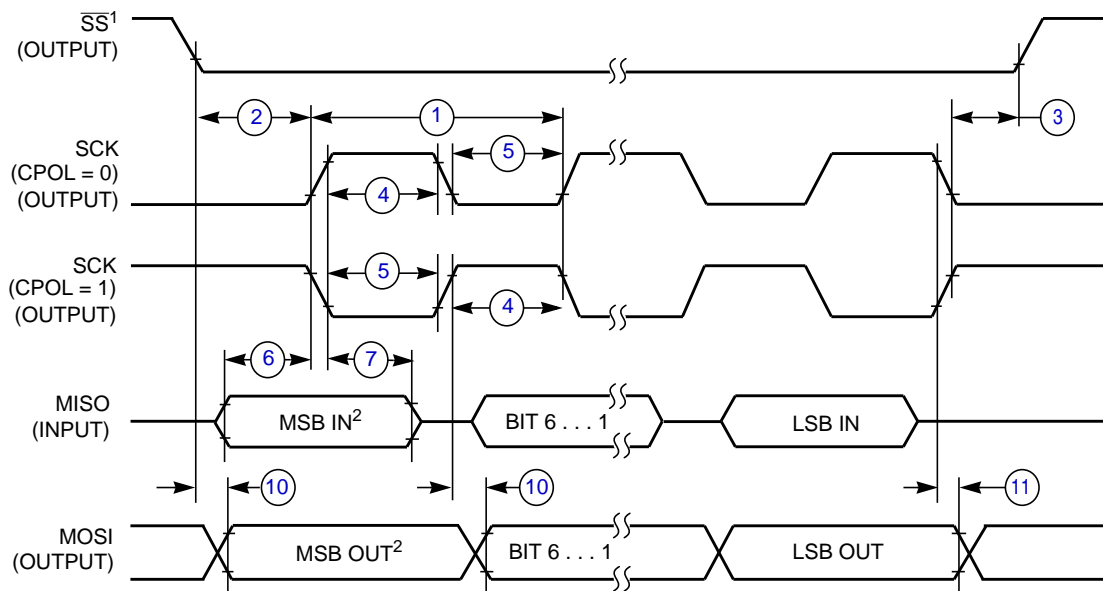 SS¹
(OUTPUT)
2
1
3
SCK
(CPOL = 0)
(OUTPUT)
5
4
SCK
(CPOL = 1)
(OUTPUT)
5
4
6
7
MISO
(INPUT)
MSB IN²
BIT 6 . . . 1
LSB IN
10
10
11
MOSI
(OUTPUT)
MSB OUT²
BIT 6 . . . 1
LSB OUT